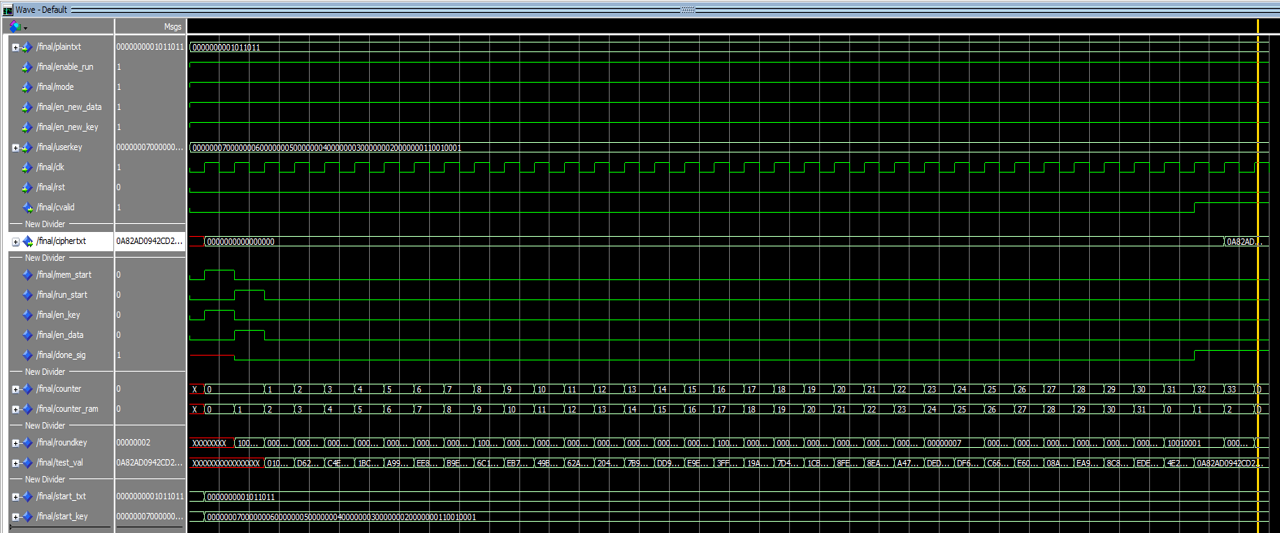 Wave - Default
Msgs
/final/plaintxt 0000000001011011 0000000001011011
/final/enable_run 1
/final/mode 1
/final/en_new_data 1
/final/en_new_key 1
/final/userkey 00000007000000... 0000000700000006000000050000000400000003000000020000000110010001
/final/clk 1
/final/rst 0
/final/cvalid 1
New Divider
/final/ciphertxt 0A82AD0942CD2... 0000000000000000 0A82AD...
New Divider
/final/mem_start 0
/final/run_start 0
/final/en_key 0
/final/en_data 0
/final/done_sig 1
New Divider
/final/counter 0 X 0 1 2 3 4 5 6 7 8 9 10 11 12 13 14 15 16 17 18 19 20 21 22 23 24 25 26 27 28 29 30 31 32 33 0
/final/counter_ram 0 X 0 1 2 3 4 5 6 7 8 9 10 11 12 13 14 15 16 17 18 19 20 21 22 23 24 25 26 27 28 29 30 31 0 1 2 0
New Divider
/final/roundkey 00000002 XXXXXXXX 100... 000... 000... 000... 000... 000... 000... 000... 100... 000... 000... 000... 000... 000... 000... 000... 100... 000... 000... 000... 000... 000... 000... 00000007 000... 000... 000... 000... 000... 000... 10010001 000...
/final/test_val 0A82AD0942CD2... XXXXXXXXXXXXXXXX 010... D62... C4E... 1BC... A99... EE8... B9E... 6C1... EB7... 49E... 62A... 204... 7B9... DD9... E9E... 3FF... 19A... 7D4... 1CB... 8FE... 8EA... A47... DED... DF6... C66... E60... 08A... EA9... 8C8... EDE... 4E2... 0A82AD0942CD2...
New Divider
/final/start_txt 0000000001011011 0000000001011011
/final/start_key 00000007000000... 0000000700000006000000050000000400000003000000020000000110010001